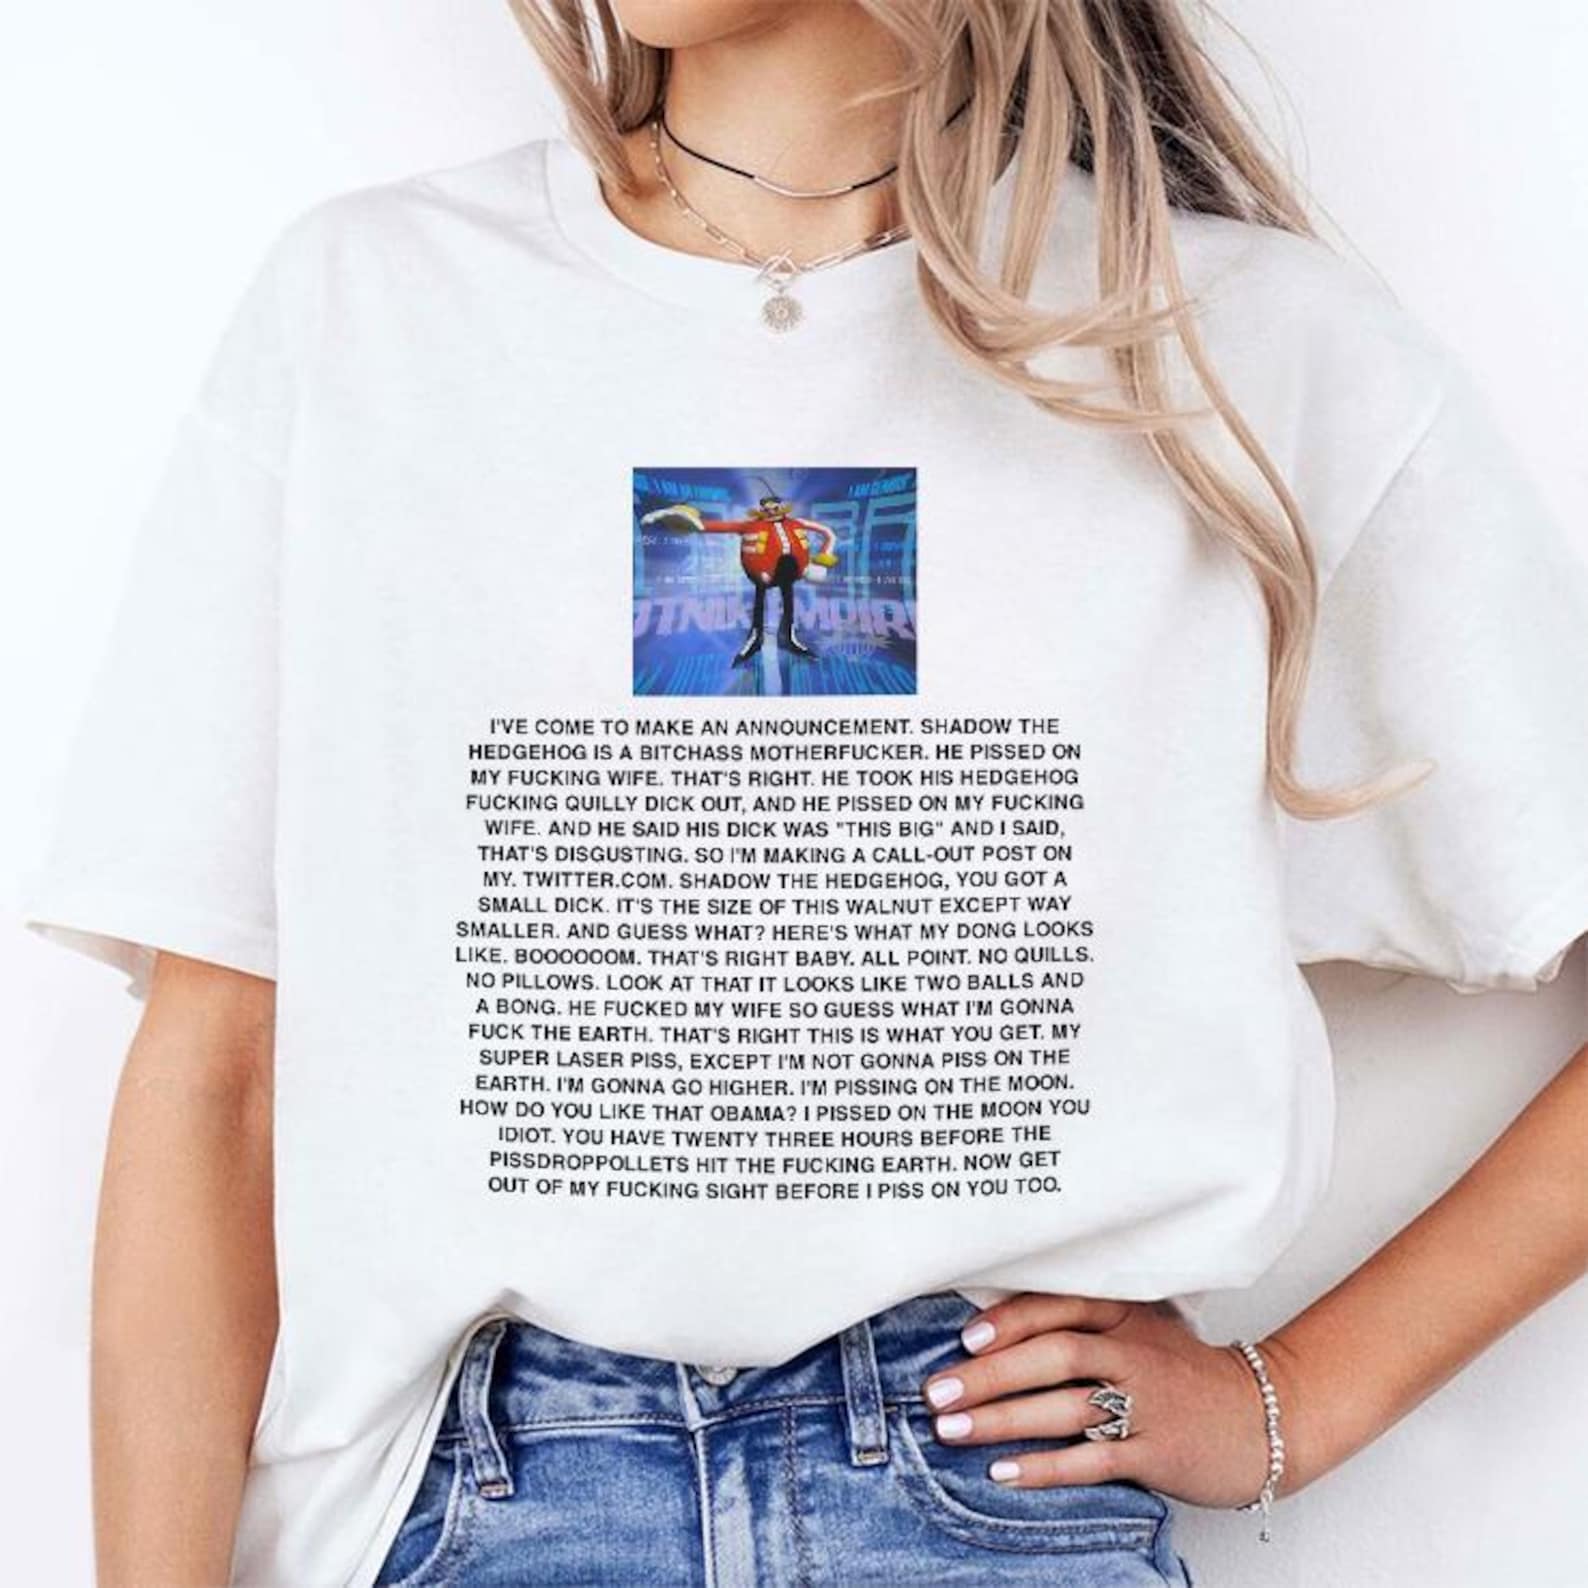 I AM GENIUS
I'VE COME TO MAKE AN ANNOUNCEMENT. SHADOW THE
HEDGEHOG IS A BITCHASS MOTHERFUCKER. HE PISSED ON
MY FUCKING WIFE. THAT'S RIGHT. HE TOOK HIS HEDGEHOG
FUCKING QUILLY DICK OUT, AND HE PISSED ON MY FUCKING
WIFE. AND HE SAID HIS DICK WAS "THIS BIG" AND I SAID,
THAT'S DISGUSTING. SO I'M MAKING A CALL-OUT POST ON
MY. TWITTER.COM. SHADOW THE HEDGEHOG, YOU GOT A
SMALL DICK. IT'S THE SIZE OF THIS WALNUT EXCEPT WAY
SMALLER. AND GUESS WHAT? HERE'S WHAT MY DONG LOOKS
LIKE. BOOOOOOM. THAT'S RIGHT BABY. ALL POINT. NO QUILLS.
NO PILLOWS. LOOK AT THAT IT LOOKS LIKE TWO BALLS AND
A BONG. HE FUCKED MY WIFE SO GUESS WHAT I'M GONNA
FUCK THE EARTH. THAT'S RIGHT THIS IS WHAT YOU GET. MY
SUPER LASER PISS, EXCEPT I'M NOT GONNA PISS ON THE
EARTH. I'M GONNA GO HIGHER. I'M PISSING ON THE MOON.
HOW DO YOU LIKE THAT OBAMA? I PISSED ON THE MOON YOU
IDIOT. YOU HAVE TWENTY THREE HOURS BEFORE THE
PISSDROPPOLLETS HIT THE FUCKING EARTH. NOW GET
OUT OF MY FUCKING SIGHT BEFORE I PISS ON YOU TOO.